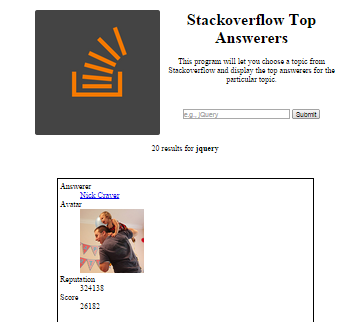 Stackoverflow Top
Answerers
This program will let you choose a topic from
Stackoverflow and display the top answerers for the
particular topic.
e.g., jQuery
Submit
20 results for jquery
Answerer
Nick Craver
Avatar
Reputation
324138
Score
26182